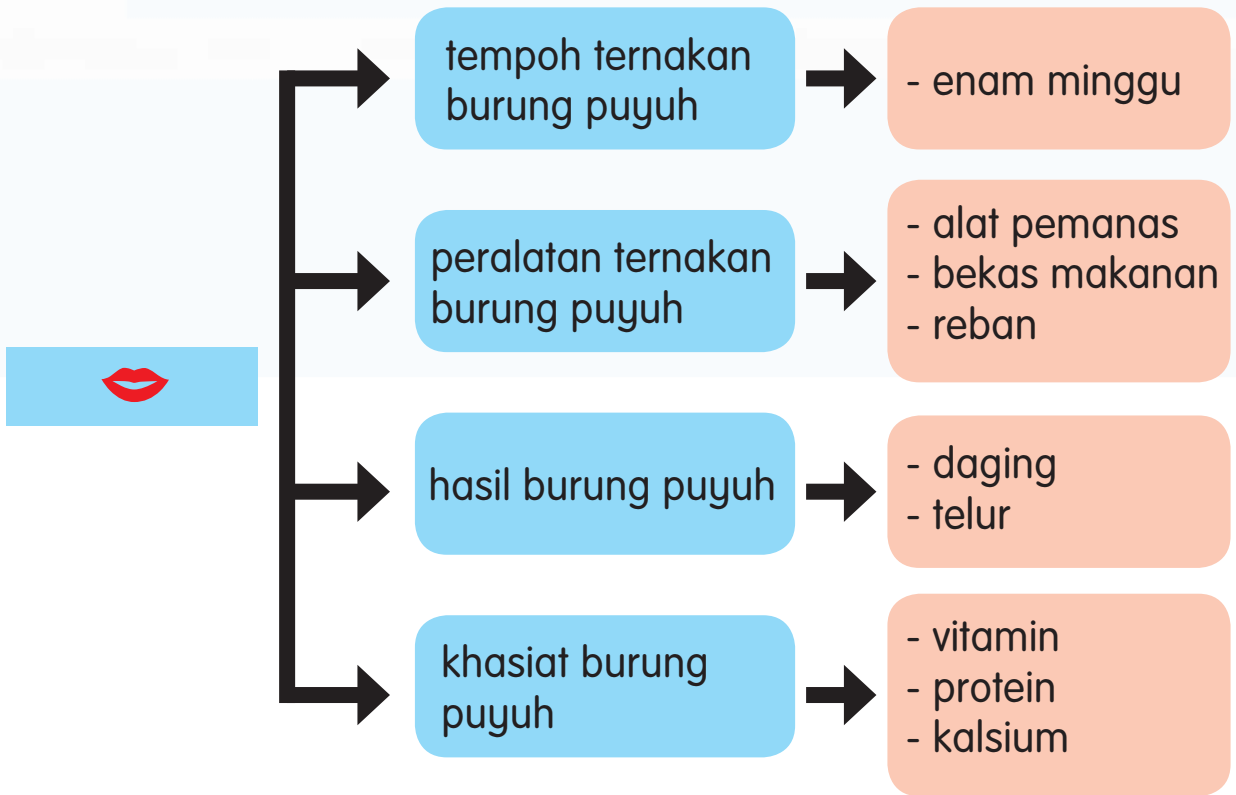 tempoh ternakan
burung puyuh
- enam minggu
peralatan ternakan
burung puyuh
- alat pemanas
- bekas makanan
- reban
hasil burung puyuh
- daging
- telur
khasiat burung
puyuh
- vitamin
- protein
- kalsium